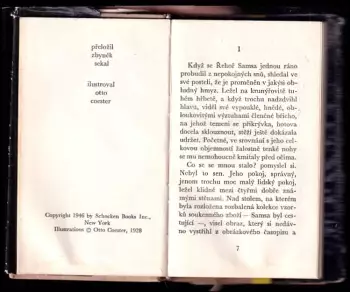 přeložil
zbyněk
sekal
ilustroval
otto
coester
Copyright 1946 by Schocken Books Inc.,
New York
Illustrations © Otto Coester, 1928
I
Když se Řehoř Samsa jednou ráno
probudil z nepokojných snů, shledal ve
své posteli, že je proměněn v jakýsi ob-
ludný hmyz. Ležel na krunýřovitě tu-
hém hřbetě, a když trochu nadzdvihl
hlavu, viděl své vypouklé, hnědé, ob-
loukovitými výztuhami členěné břicho,
na jehož temeni se přikrývka, hotova
docela sklouznout, stěží ještě dokázala
udržet. Početné, ve srovnání s jeho cel-
kovou objemností žalostně tenké nohy
se mu nemohoucně kmitaly před očima.
Co se se mnou stalo? pomyslil si.
Nebyl to sen. Jeho pokoj, správný,
jenom trochu moc malý lidský pokoj,
ležel klidně mezi čtyřmi dobře zná-
mými stěnami. Nad stolem, na kterém
byla rozložena rozbalená kolekce vzor-
ků soukenného zboží — Samsa byl ces-
tující —, visel obraz, který si nedáv-
no vystřihl z obrázkového časopisu a
7